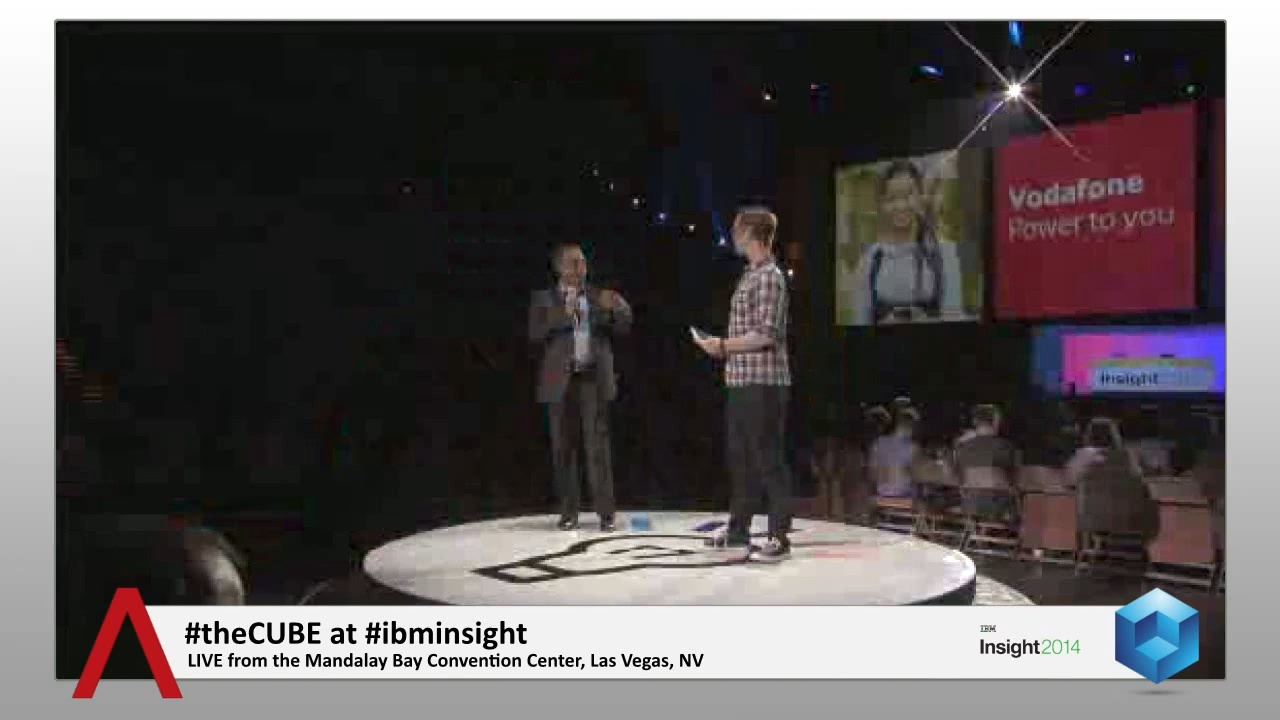 Vodafone
Power to you
Insight
#theCUBE at #ibminsight
LIVE from the Mandalay Bay Convention Center, Las Vegas, NV
IBM
Insight2014